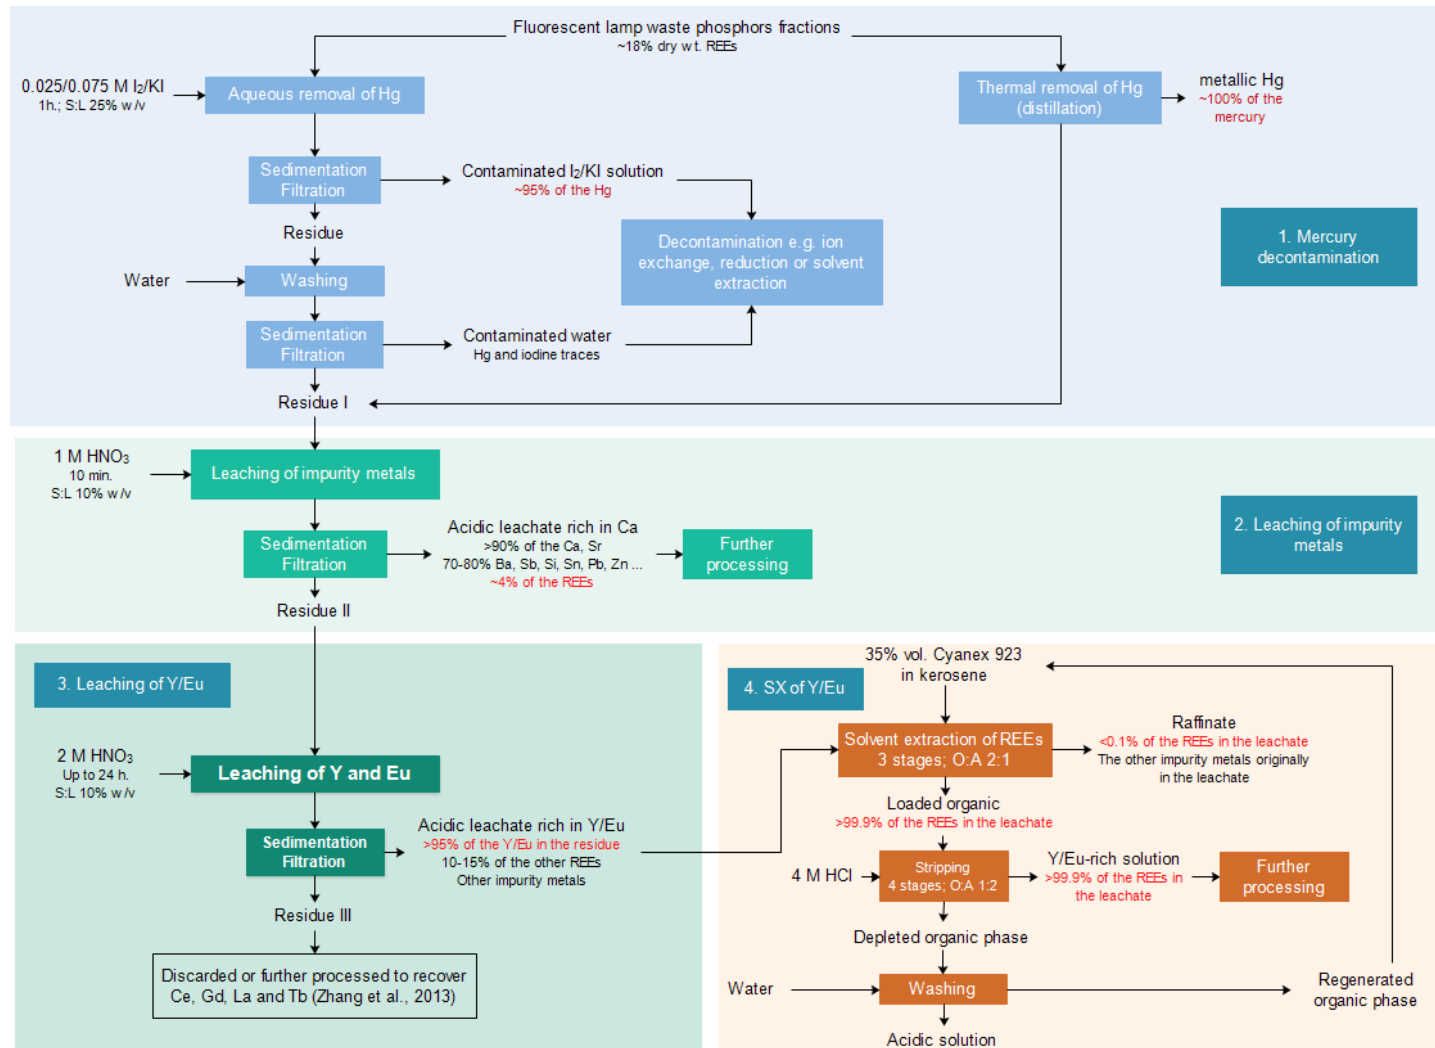 Fluorescent lamp waste phosphors fractions
~18% dry wt. REEs
0.025/0.075 M I₂/KI
1h.; S:L 25% w/v
Aqueous removal of Hg
Thermal removal of Hg
(distillation)
metallic Hg
~100% of the
mercury
Sedimentation
Filtration
Contaminated I₂/KI solution
~95% of the Hg
Residue
Decontamination e.g. ion
exchange, reduction or solvent
extraction
1. Mercury
decontamination
Water
Washing
Sedimentation
Filtration
Contaminated water
Hg and iodine traces
Residue I
1 M HNO₃
10 min.
S:L 10% w/v
Leaching of impurity metals
Sedimentation
Filtration
Acidic leachate rich in Ca
>90% of the Ca, Sr
70-80% Ba, Sb, Si, Sn, Pb, Zn ...
~4% of the REEs
Further
processing
2. Leaching of impurity
metals
Residue II
3. Leaching of Y/Eu
2 M HNO₃
Up to 24 h.
S:L 10% w/v
Leaching of Y and Eu
Sedimentation
Filtration
Acidic leachate rich in Y/Eu
>95% of the Y/Eu in the residue
10-15% of the other REEs
Other impurity metals
Residue III
Discarded or further processed to recover
Ce, Gd, La and Tb (Zhang et al., 2013)
4. SX of Y/Eu
35% vol. Cyanex 923
in kerosene
Solvent extraction of REEs
3 stages; O:A 2:1
Raffinate
<0.1% of the REEs in the leachate
The other impurity metals originally
in the leachate
Loaded organic
>99.9% of the REEs in the leachate
4 M HCl
Stripping
4 stages; O:A 1:2
Y/Eu-rich solution
>99.9% of the REEs in
the leachate
Further
processing
Depleted organic phase
Water
Washing
Regenerated
organic phase
Acidic solution